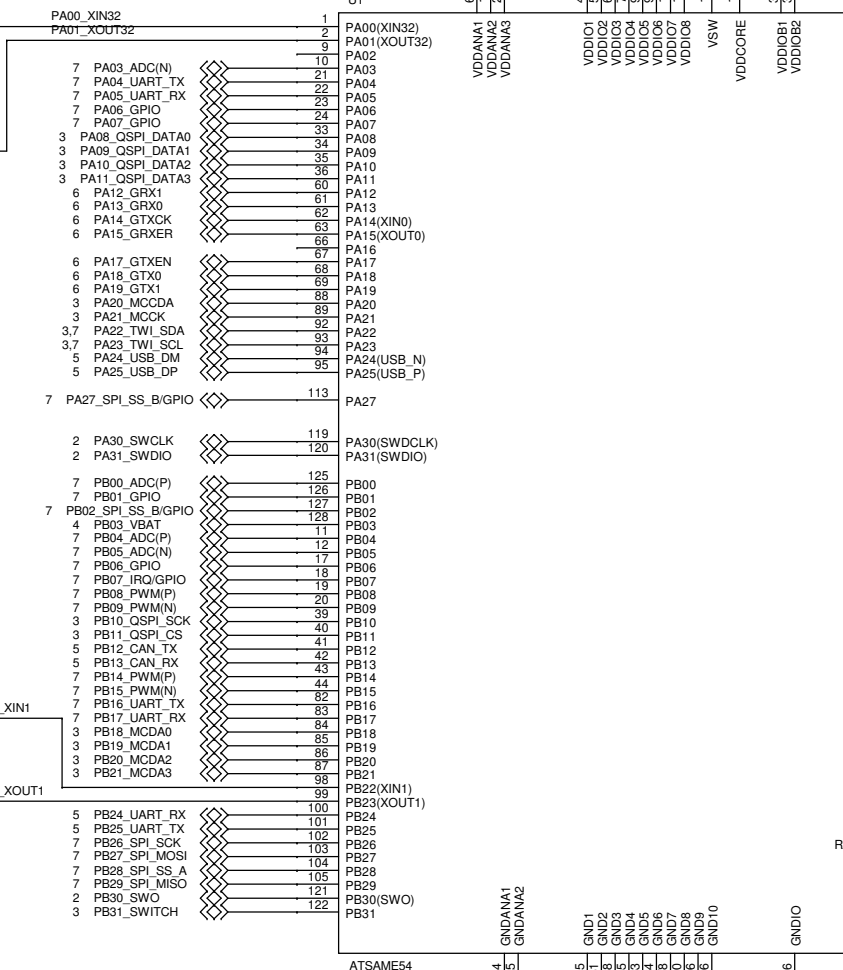 PA00_XIN32 1 PA00(XIN32)
PA01_XOUT32 2 PA01(XOUT32)
9 PA02
7 PA03_ADC(N) 10 PA03
7 PA04_UART_TX 21 PA04
7 PA05_UART_RX 22 PA05
7 PA06_GPIO 23 PA06
7 PA07_GPIO 24 PA07
3 PA08_QSPI_DATA0 33 PA08
3 PA09_QSPI_DATA1 34 PA09
3 PA10_QSPI_DATA2 35 PA10
3 PA11_QSPI_DATA3 36 PA11
6 PA12_GRX1 60 PA12
6 PA13_GRX0 61 PA13
6 PA14_GTXCK 62 PA14(XIN0)
6 PA15_GRXER 63 PA15(XOUT0)
66 PA16
6 PA17_GTXEN 67 PA17
6 PA18_GTX0 68 PA18
6 PA19_GTX1 69 PA19
3 PA20_MCCDA 88 PA20
3 PA21_MCCK 89 PA21
3,7 PA22_TWI_SDA 92 PA22
3,7 PA23_TWI_SCL 93 PA23
5 PA24_USB_DM 94 PA24(USB_N)
5 PA25_USB_DP 95 PA25(USB_P)
7 PA27_SPI_SS_B/GPIO 113 PA27
2 PA30_SWCLK 119 PA30(SWDCLK)
2 PA31_SWDIO 120 PA31(SWDIO)
7 PB00_ADC(P) 125 PB00
7 PB01_GPIO 126 PB01
7 PB02_SPI_SS_B/GPIO 127 PB02
4 PB03_VBAT 128 PB03
7 PB04_ADC(P) 11 PB04
7 PB05_ADC(N) 12 PB05
7 PB06_GPIO 17 PB06
7 PB07_IRQ/GPIO 18 PB07
7 PB08_PWM(P) 19 PB08
7 PB09_PWM(N) 20 PB09
3 PB10_QSPI_SCK 39 PB10
3 PB11_QSPI_CS 40 PB11
5 PB12_CAN_TX 41 PB12
5 PB13_CAN_RX 42 PB13
7 PB14_PWM(P) 43 PB14
7 PB15_PWM(N) 44 PB15
7 PB16_UART_TX 82 PB16
7 PB17_UART_RX 83 PB17
3 PB18_MCDA0 84 PB18
3 PB19_MCDA1 85 PB19
3 PB20_MCDA2 86 PB20
3 PB21_MCDA3 87 PB21
_XIN1 98 PB22(XIN1)
_XOUT1 99 PB23(XOUT1)
5 PB24_UART_RX 100 PB24
5 PB25_UART_TX 101 PB25
7 PB26_SPI_SCK 102 PB26
7 PB27_SPI_MOSI 103 PB27
7 PB28_SPI_SS_A 104 PB28
7 PB29_SPI_MISO 105 PB29
2 PB30_SWO 121 PB30(SWO)
3 PB31_SWITCH 122 PB31
VDDANA1
VDDANA2
VDDANA3
VDDIO1
VDDIO2
VDDIO3
VDDIO4
VDDIO5
VDDIO6
VDDIO7
VDDIO8
VSW
VDDCORE
VDDIOB1
VDDIOB2
R
GNDANA1
GNDANA2
GND1
GND2
GND3
GND4
GND5
GND6
GND7
GND8
GND9
GND10
GNDIO
ATSAME54